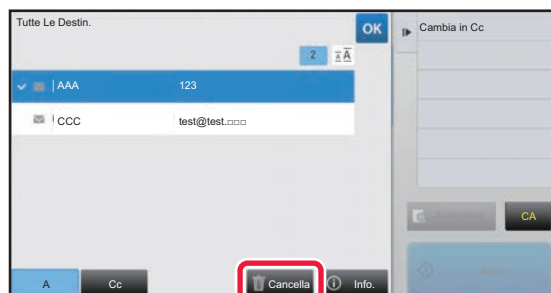 Tutte Le Destin.
OK
Cambia in Cc
2
AAA 123
CCC test@test.□□□
CA
A
Cc
Cancella
Info.